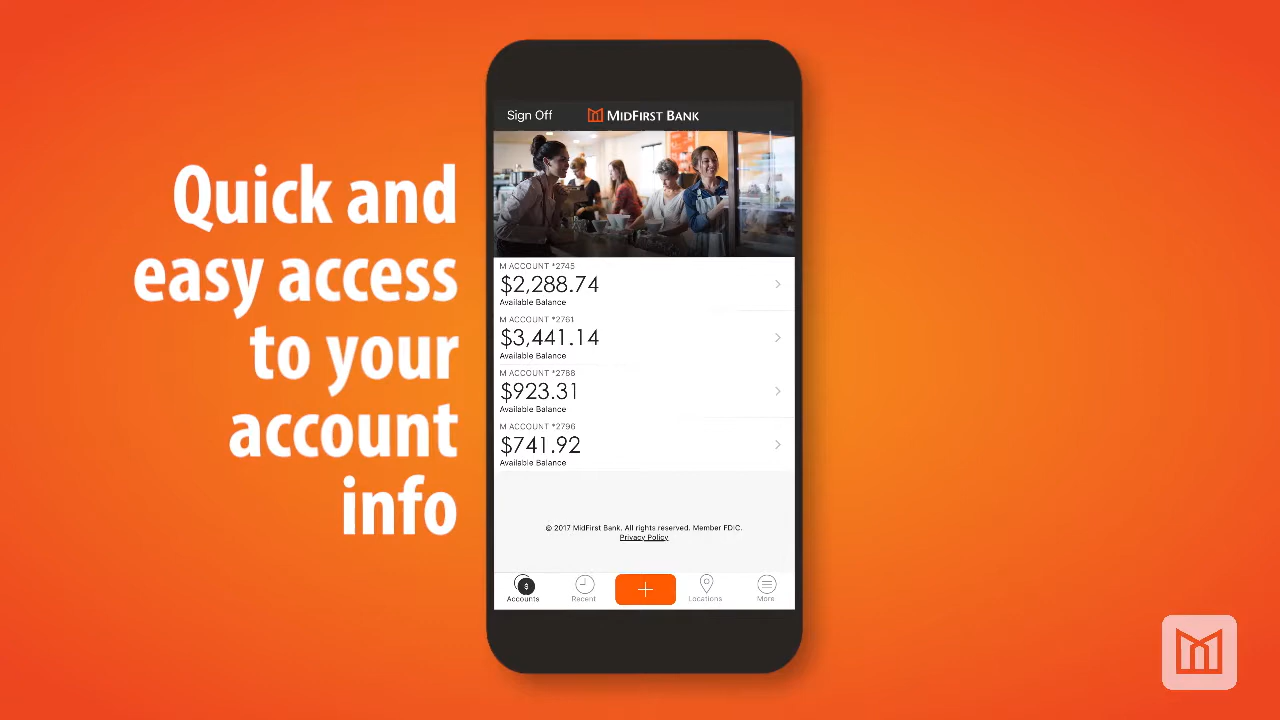 Quick and
easy access
to your
account
info
Sign Off
MIDFIRST BANK
M ACCOUNT *2745
$2,288.74
Available Balance
M ACCOUNT *2761
$3,441.14
Available Balance
M ACCOUNT *2788
$923.31
Available Balance
M ACCOUNT *2796
$741.92
Available Balance
© 2017 MidFirst Bank. All rights reserved. Member FDIC.
Privacy Policy
Accounts
Recent
Locations
More